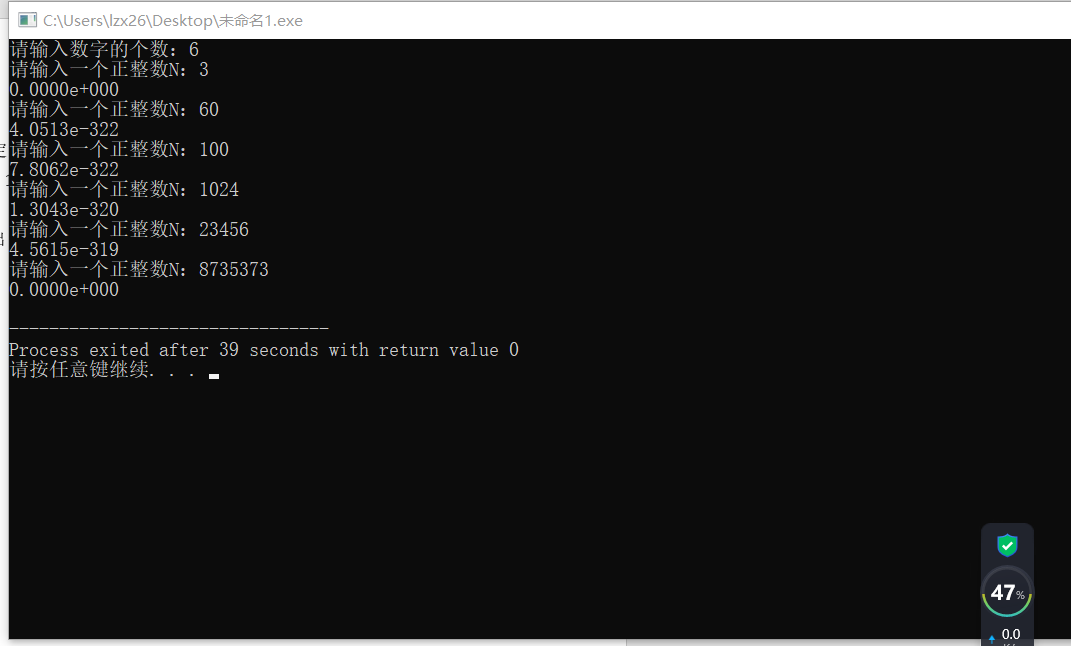 C:\Users\lzx26\Desktop\未命名1.exe
请输入数字的个数：6
请输入一个正整数N：3
0.0000e+000
请输入一个正整数N：60
4.0513e-322
请输入一个正整数N：100
7.8062e-322
请输入一个正整数N：1024
1.3043e-320
请输入一个正整数N：23456
4.5615e-319
请输入一个正整数N：8735373
0.0000e+000
--------------------------------
Process exited after 39 seconds with return value 0
请按任意键继续. . .
47%
0.0